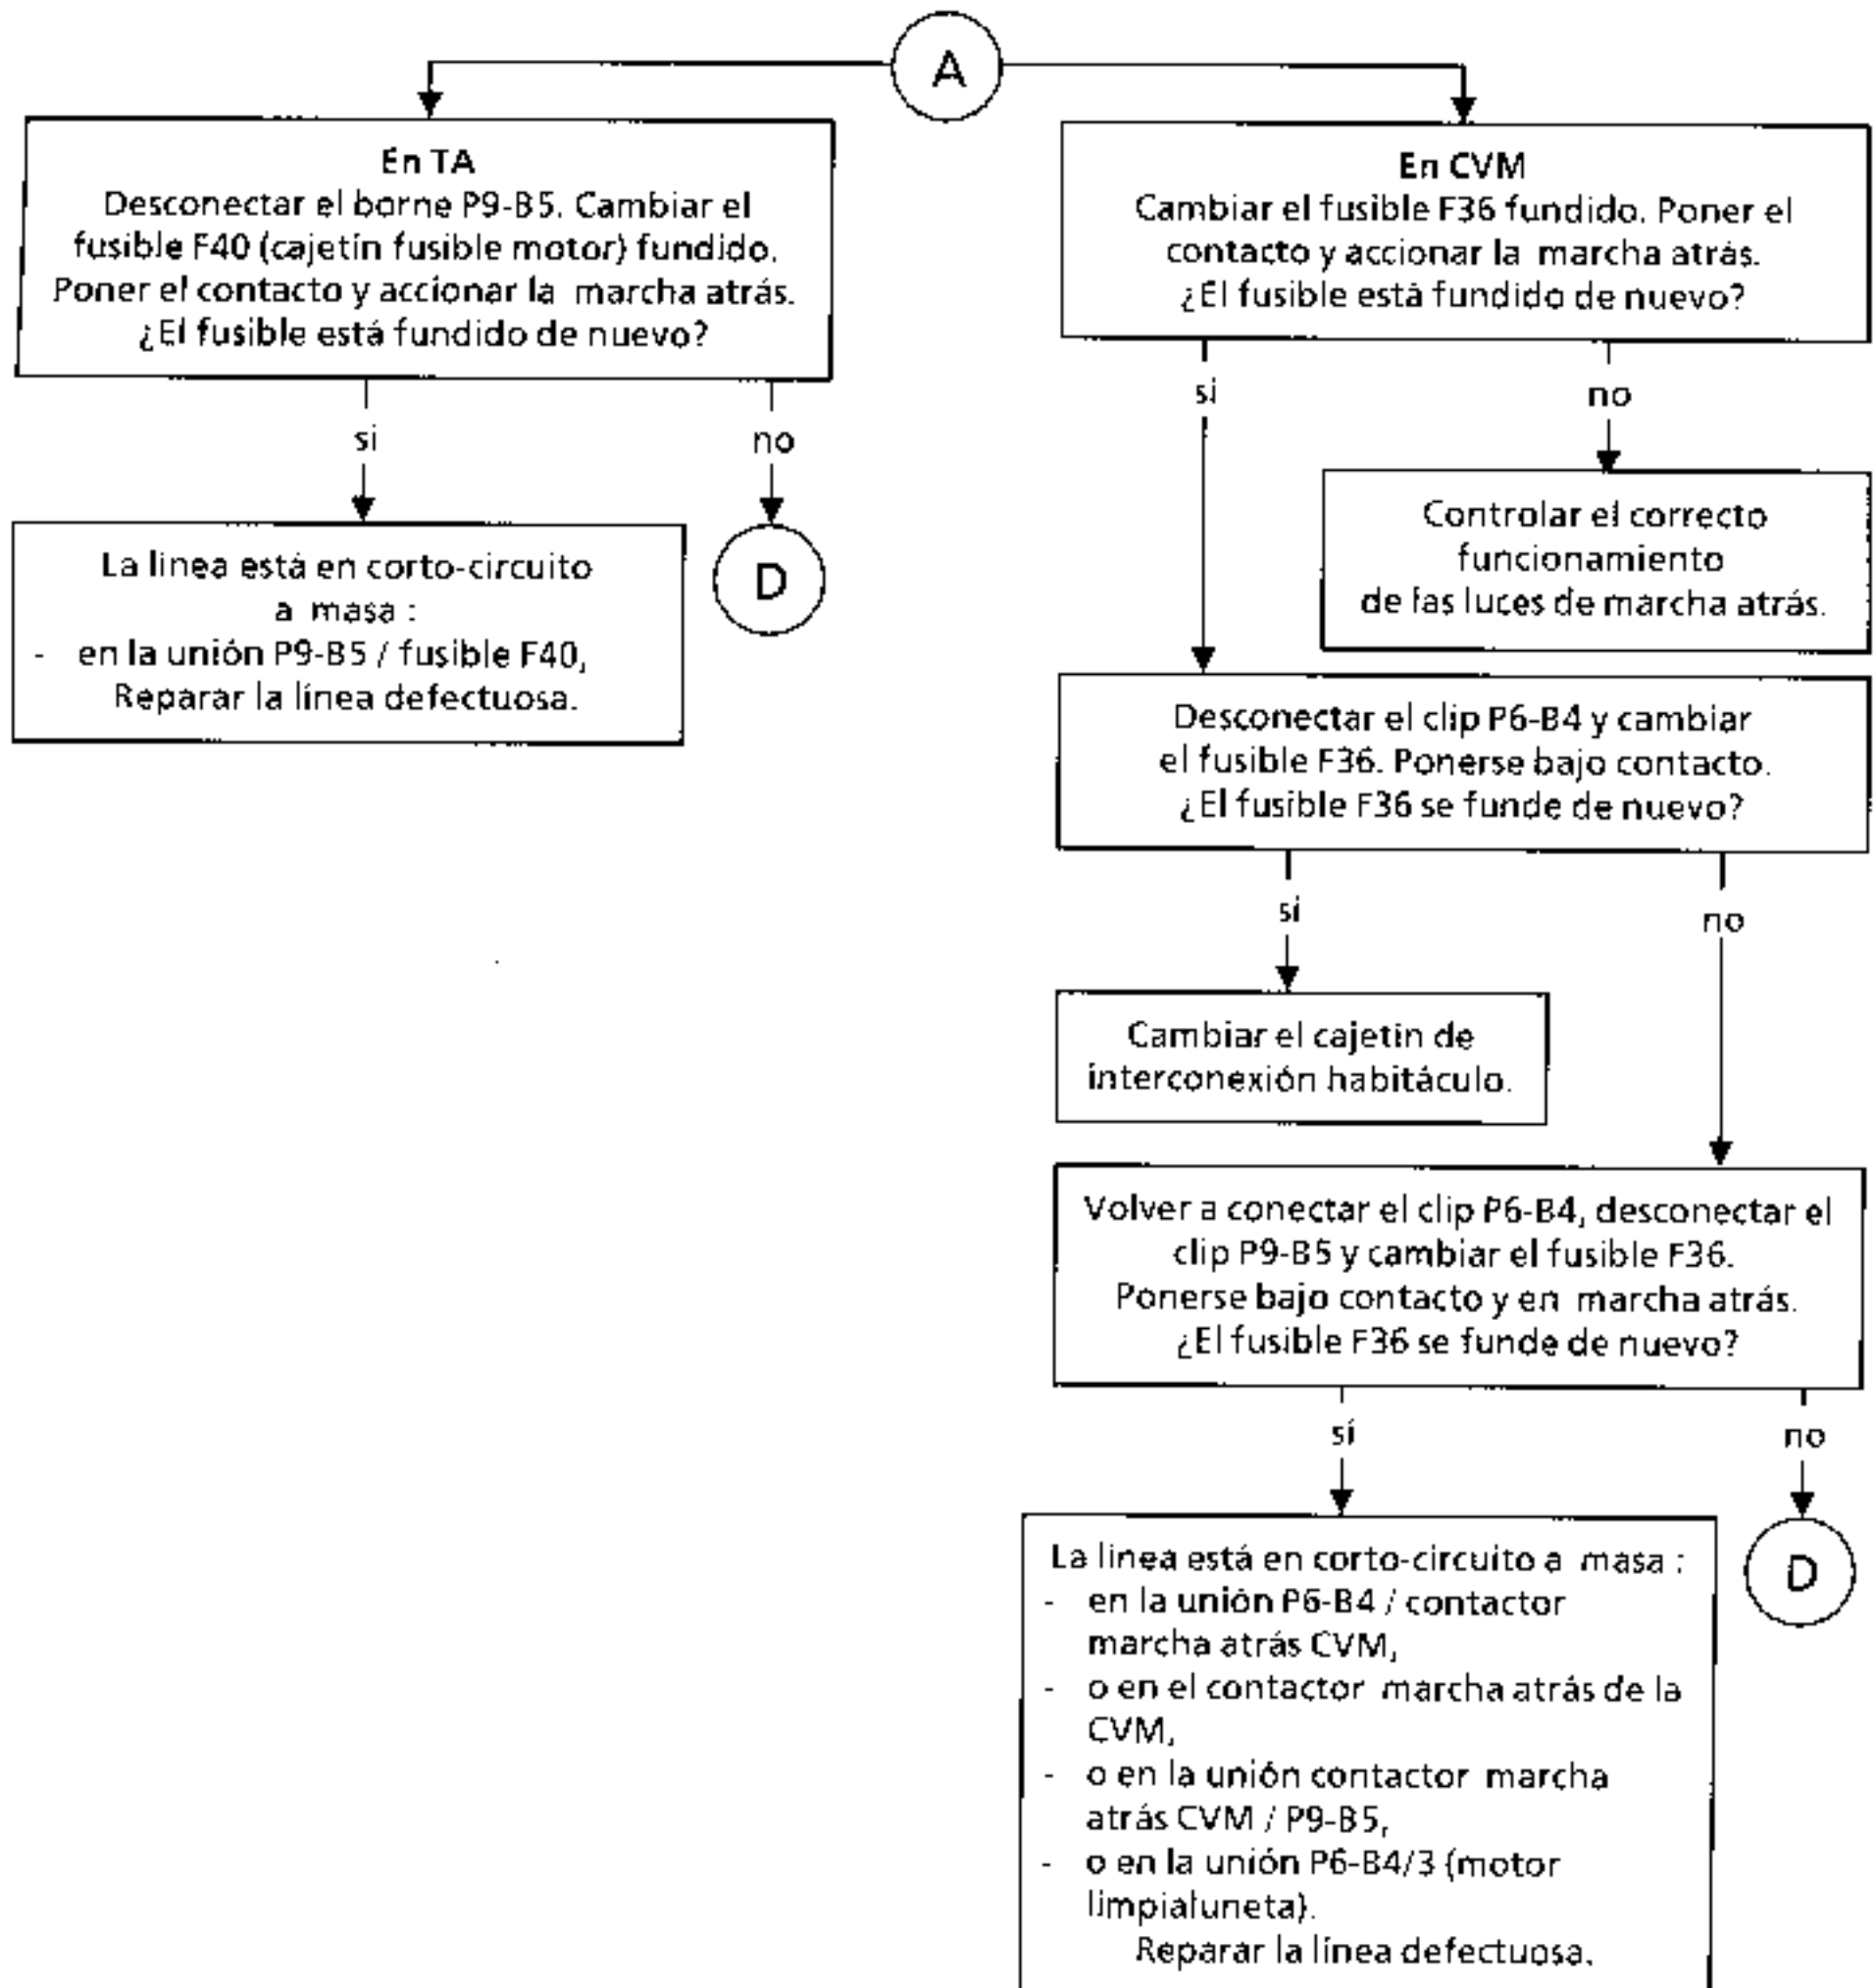 A
En TA
Desconectar el borne P9-B5. Cambiar el
fusible F40 (cajetín fusible motor) fundido.
Poner el contacto y accionar la marcha atrás.
¿El fusible está fundido de nuevo?
si
no
La linea está en corto-circuito
a masa :
- en la unión P9-B5 / fusible F40,
Reparar la línea defectuosa.
D
En CVM
Cambiar el fusible F36 fundido. Poner el
contacto y accionar la marcha atrás.
¿El fusible está fundido de nuevo?
si
no
Controlar el correcto
funcionamiento
de las luces de marcha atrás.
Desconectar el clip P6-B4 y cambiar
el fusible F36. Ponerse bajo contacto.
¿El fusible F36 se funde de nuevo?
sí
no
Cambiar el cajetín de
interconexión habitáculo.
Volver a conectar el clip P6-B4, desconectar el
clip P9-B5 y cambiar el fusible F36.
Ponerse bajo contacto y en marcha atrás.
¿El fusible F36 se funde de nuevo?
sí
no
La linea está en corto-circuito a masa :
- en la unión P6-B4 / contactor
marcha atrás CVM,
- o en el contactor marcha atrás de la
CVM,
- o en la unión contactor marcha
atrás CVM / P9-B5,
- o en la unión P6-B4/3 (motor
limpialuneta).
Reparar la línea defectuosa.
D